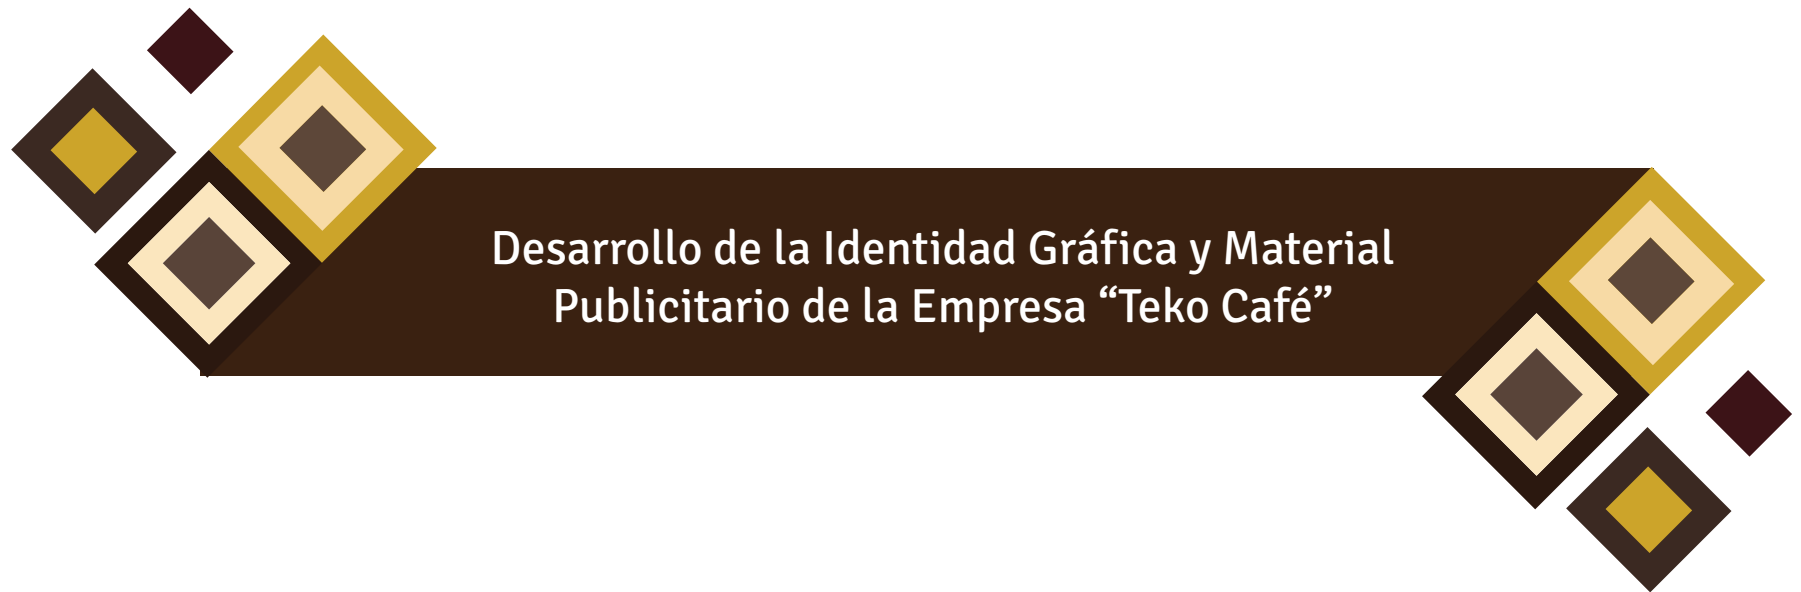 Desarrollo de la Identidad Gráfica y Material
Publicitario de la Empresa “Teko Café”